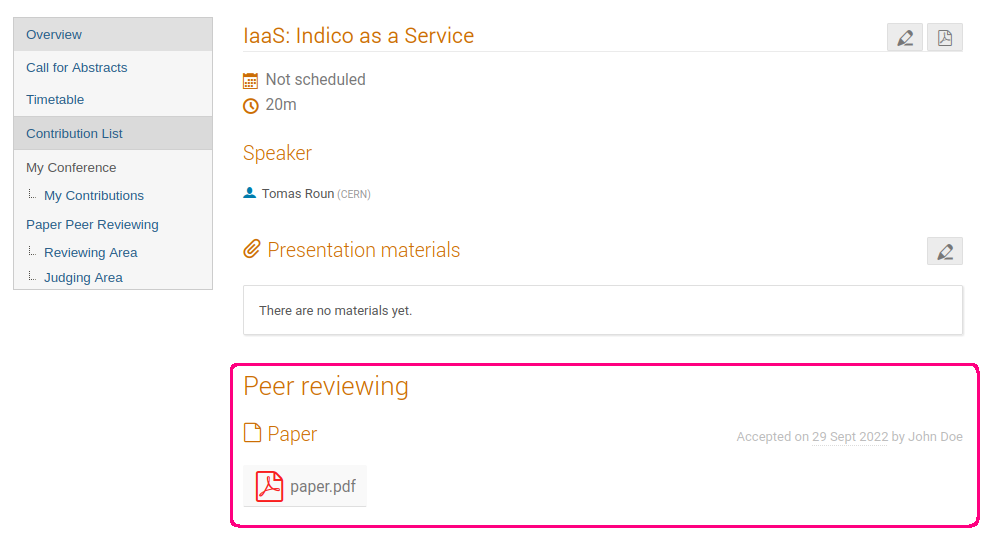 Overview
Call for Abstracts
Timetable
Contribution List
My Conference
My Contributions
Paper Peer Reviewing
Reviewing Area
Judging Area
IaaS: Indico as a Service
Not scheduled
20m
Speaker
Tomas Roun (CERN)
Presentation materials
There are no materials yet.
Peer reviewing
Paper
Accepted on 29 Sept 2022 by John Doe
paper.pdf